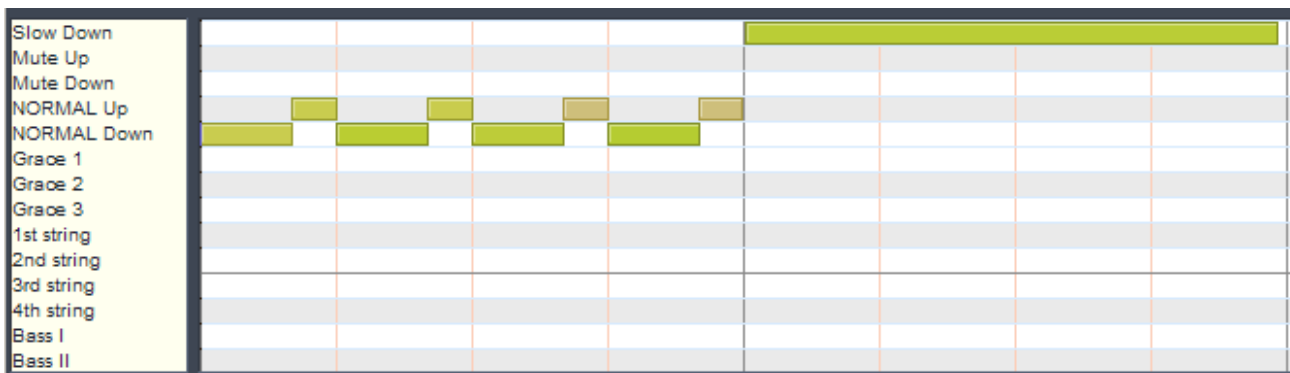 Slow Down
Mute Up
Mute Down
NORMAL Up
NORMAL Down
Grace 1
Grace 2
Grace 3
1st string
2nd string
3rd string
4th string
Bass I
Bass II